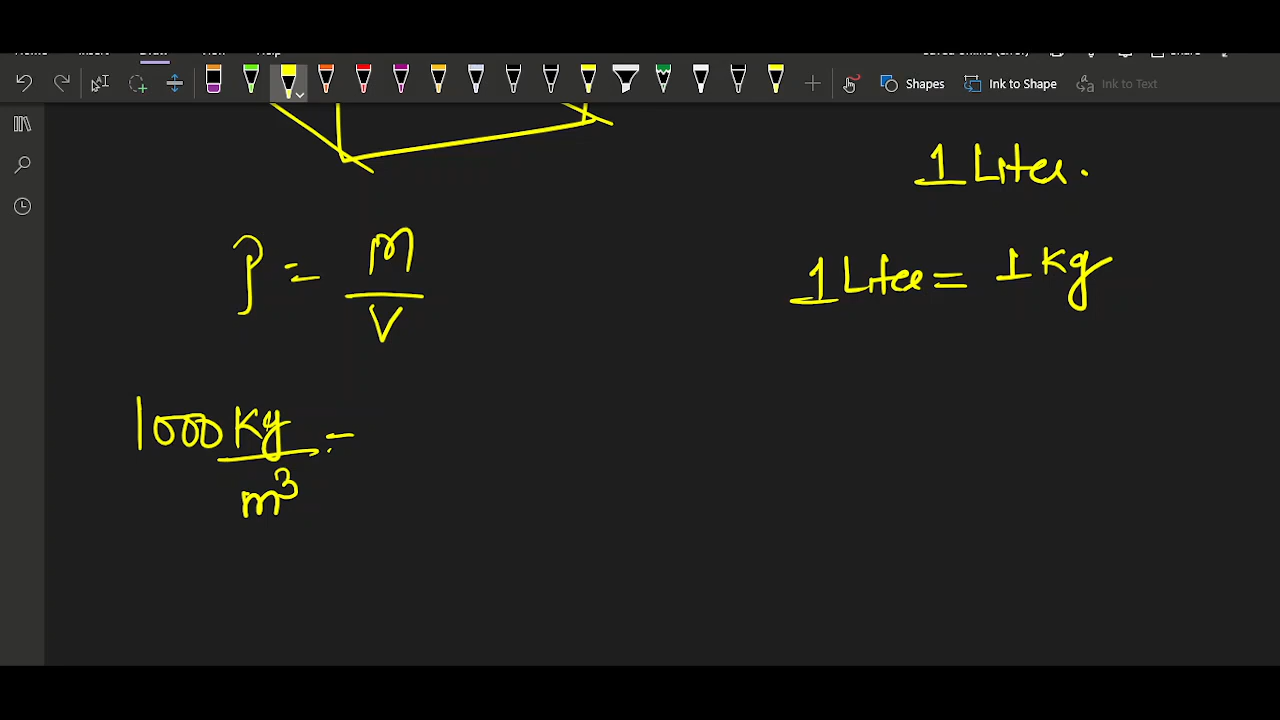 Shapes
Ink to Shape
Ink to Text
1 Liter.
ρ = m
V
1 Liter = 1 Kg
1000 Kg =
m³